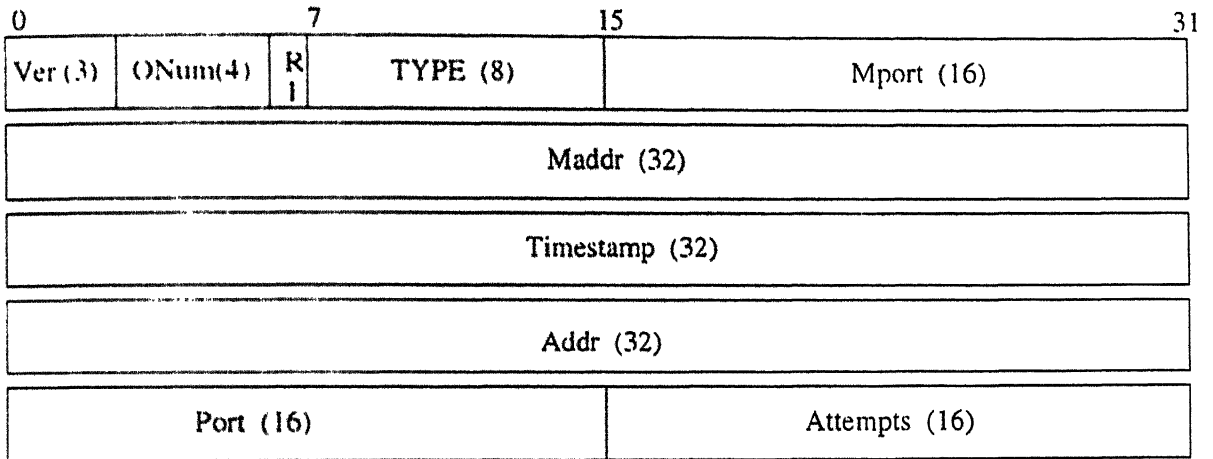 0 7 15 31
Ver (3) ONum(4) R TYPE (8) Mport (16)
1
Maddr (32)
Timestamp (32)
Addr (32)
Port (16) Attempts (16)